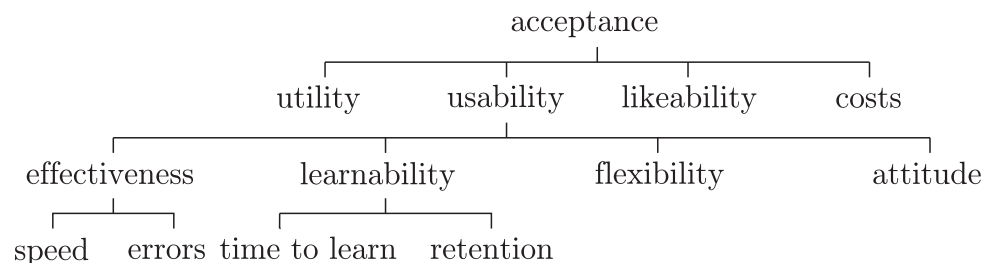 acceptance
utility usability likeability costs
effectiveness learnability flexibility attitude
speed errors time to learn retention